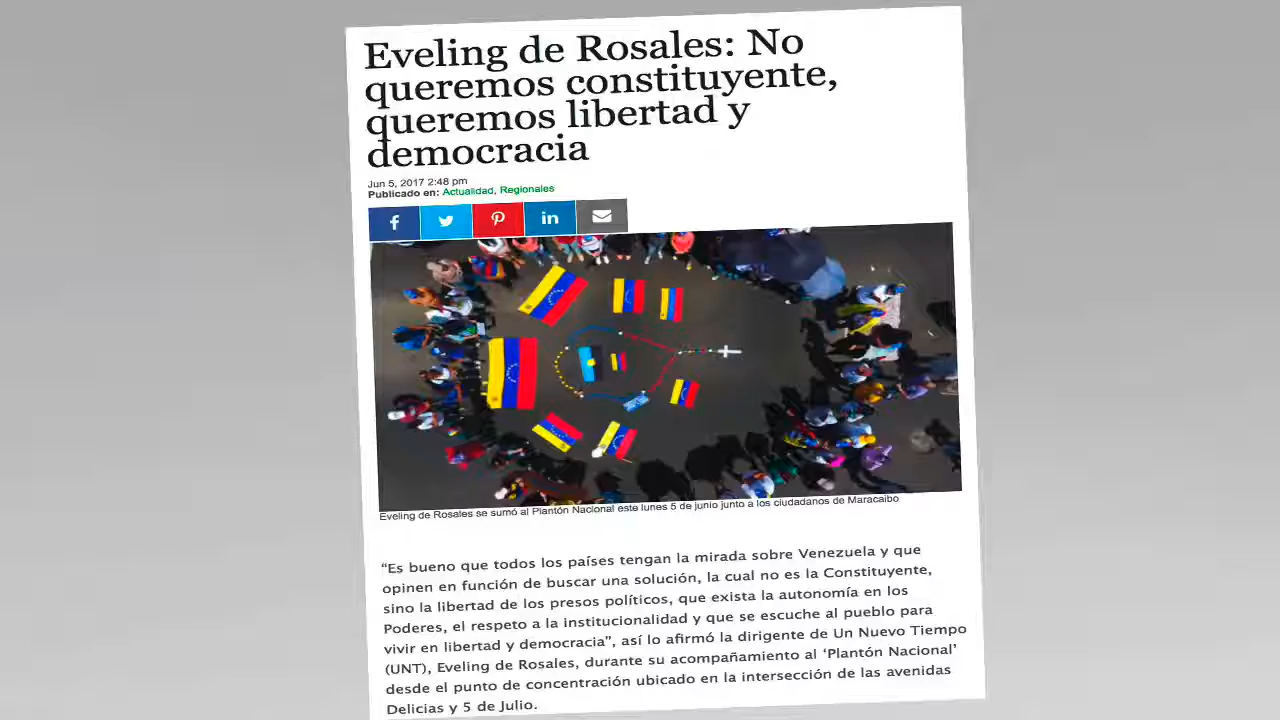 Eveling de Rosales: No
queremos constituyente,
queremos libertad y
democracia
Jun 5, 2017 2:48 pm
Publicado en: Actualidad, Regionales
Eveling de Rosales se sumó al Plantón Nacional este lunes 5 de junio junto a los ciudadanos de Maracaibo
“Es bueno que todos los países tengan la mirada sobre Venezuela y que
opinen en función de buscar una solución, la cual no es la Constituyente,
sino la libertad de los presos políticos, que exista la autonomía en los
Poderes, el respeto a la institucionalidad y que se escuche al pueblo para
vivir en libertad y democracia”, así lo afirmó la dirigente de Un Nuevo Tiempo
(UNT), Eveling de Rosales, durante su acompañamiento al ‘Plantón Nacional’
desde el punto de concentración ubicado en la intersección de las avenidas
Delicias y 5 de Julio.